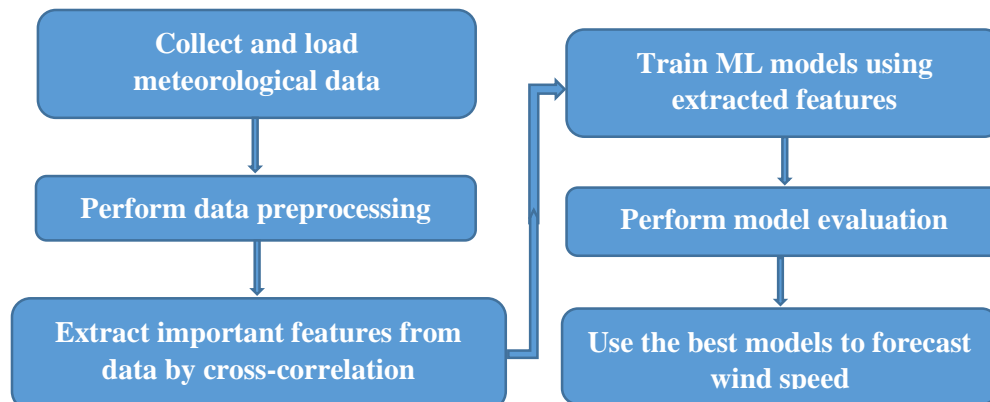 Collect and load
meteorological data
Perform data preprocessing
Extract important features from
data by cross-correlation
Train ML models using
extracted features
Perform model evaluation
Use the best models to forecast
wind speed